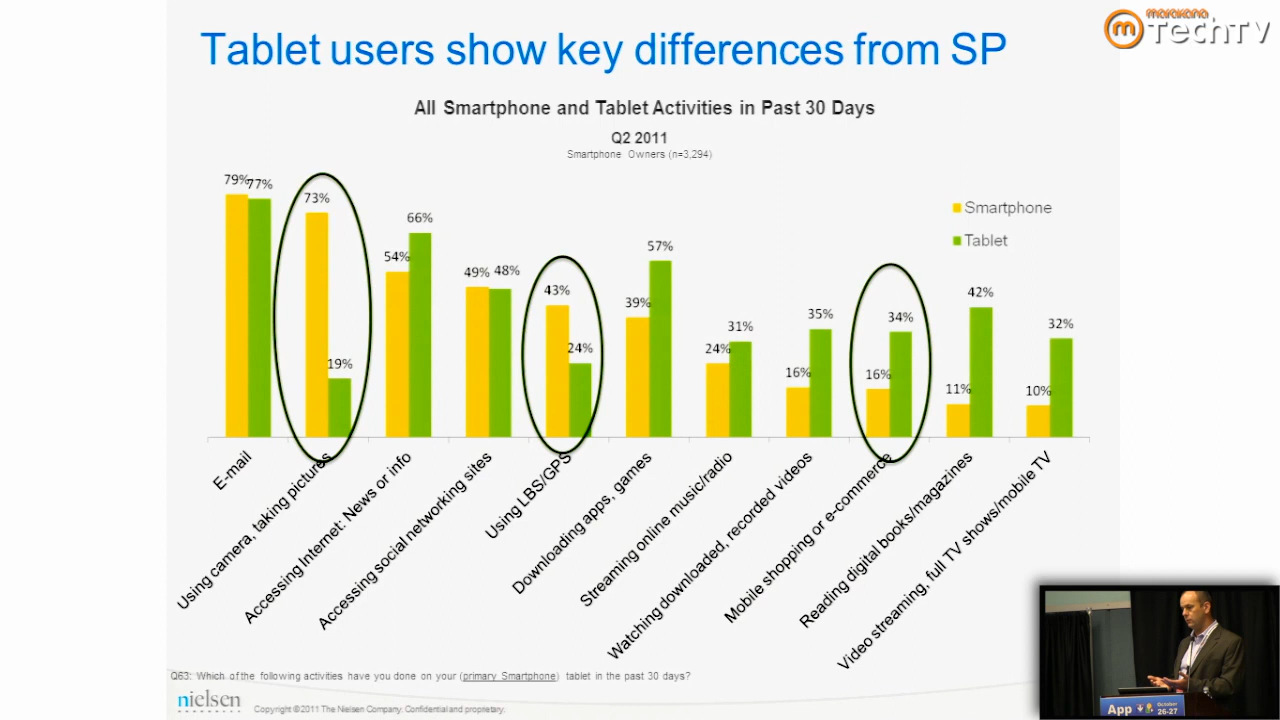 marakana
TechTV
Tablet users show key differences from SP
All Smartphone and Tablet Activities in Past 30 Days
Q2 2011
Smartphone Owners (n=3,294)
79%
77%
73%
19%
54%
66%
49%
48%
43%
24%
39%
57%
24%
31%
16%
35%
16%
34%
11%
42%
10%
32%
Smartphone
Tablet
E-mail
Using camera, taking pictures
Accessing Internet: News or info
Accessing social networking sites
Using LBS/GPS
Downloading apps, games
Streaming online music/radio
Watching downloaded, recorded videos
Mobile shopping or e-commerce
Reading digital books/magazines
Video streaming, full TV shows/mobile TV
Q63: Which of the following activities have you done on your (primary Smartphone) tablet in the past 30 days?
nielsen
Copyright ©2011 The Nielsen Company. Confidential and proprietary.
App
October
26-27